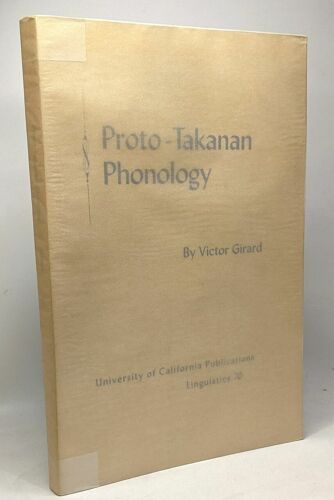 Proto-Takanan
Phonology
By Victor Girard
University of California Publications
Linguistics 70